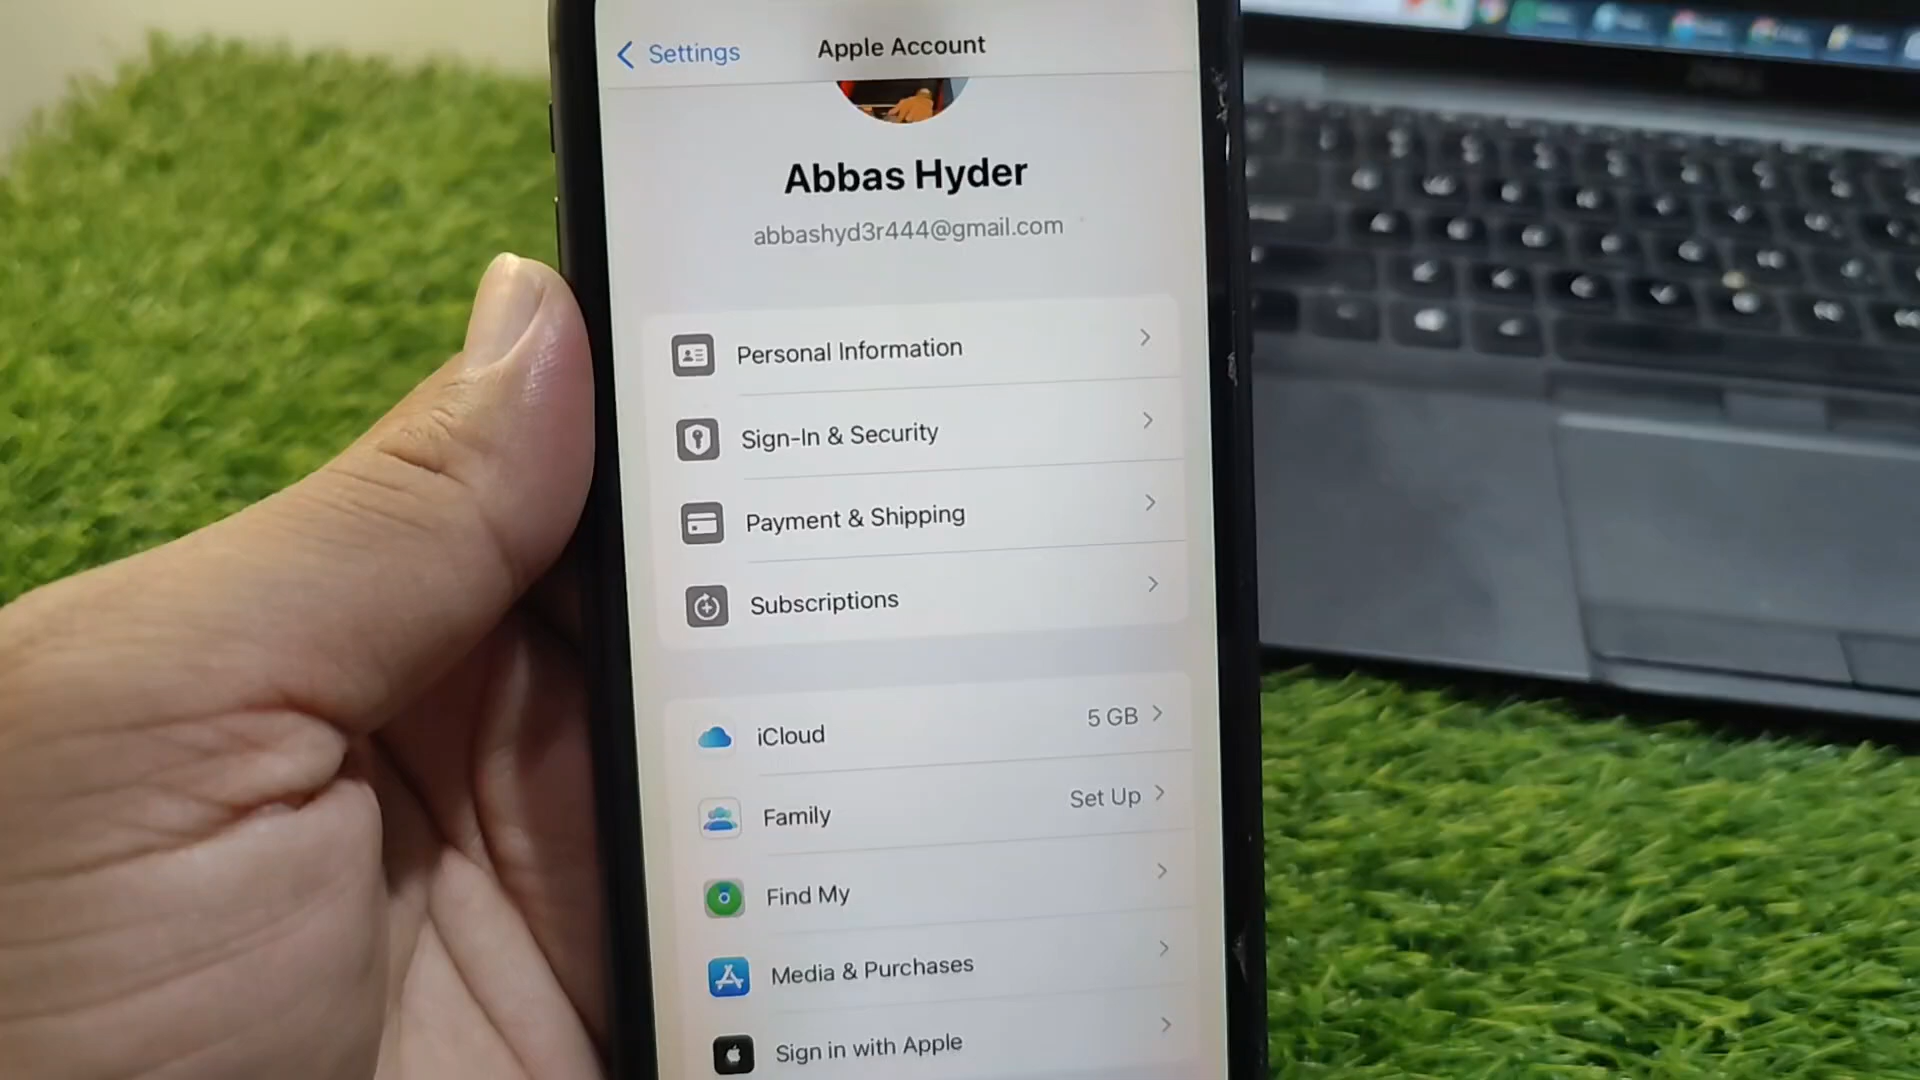 Settings
Apple Account
Abbas Hyder
abbashyd3r444@gmail.com
Personal Information
Sign-In & Security
Payment & Shipping
Subscriptions
iCloud
5 GB
Family
Set Up
Find My
Media & Purchases
Sign in with Apple